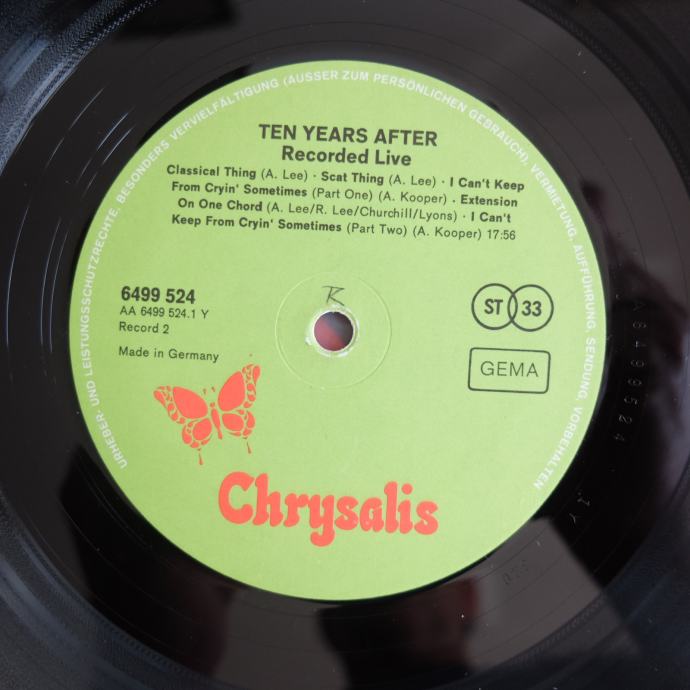 URHEBER- UND LEISTUNGSSCHUTZRECHTE, BESONDERS VERVIELFÄLTIGUNG (AUSSER ZUM PERSÖNLICHEN GEBRAUCH), VERMIETUNG, AUFFÜHRUNG, SENDUNG, VORBEHALTEN
TEN YEARS AFTER
Recorded Live
Classical Thing (A. Lee) · Scat Thing (A. Lee) · I Can't Keep
From Cryin' Sometimes (Part One) (A. Kooper) · Extension
On One Chord (A. Lee/R. Lee/Churchill/Lyons) · I Can't
Keep From Cryin' Sometimes (Part Two) (A. Kooper) 17:56
R
6499 524
AA 6499 524.1 Y
Record 2
Made in Germany
ST 33
GEMA
Chrysalis